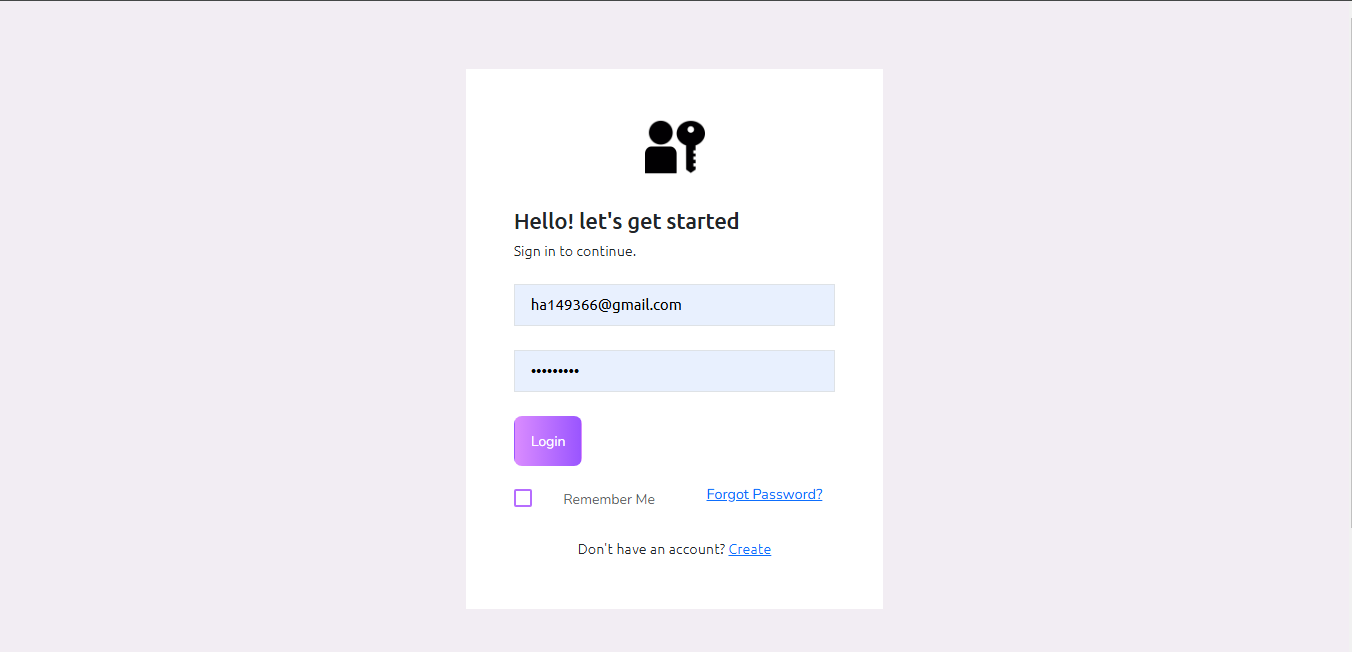 Hello! let's get started
Sign in to continue.
ha149366@gmail.com
•••••••••
Login
Remember Me
Forgot Password?
Don't have an account? Create